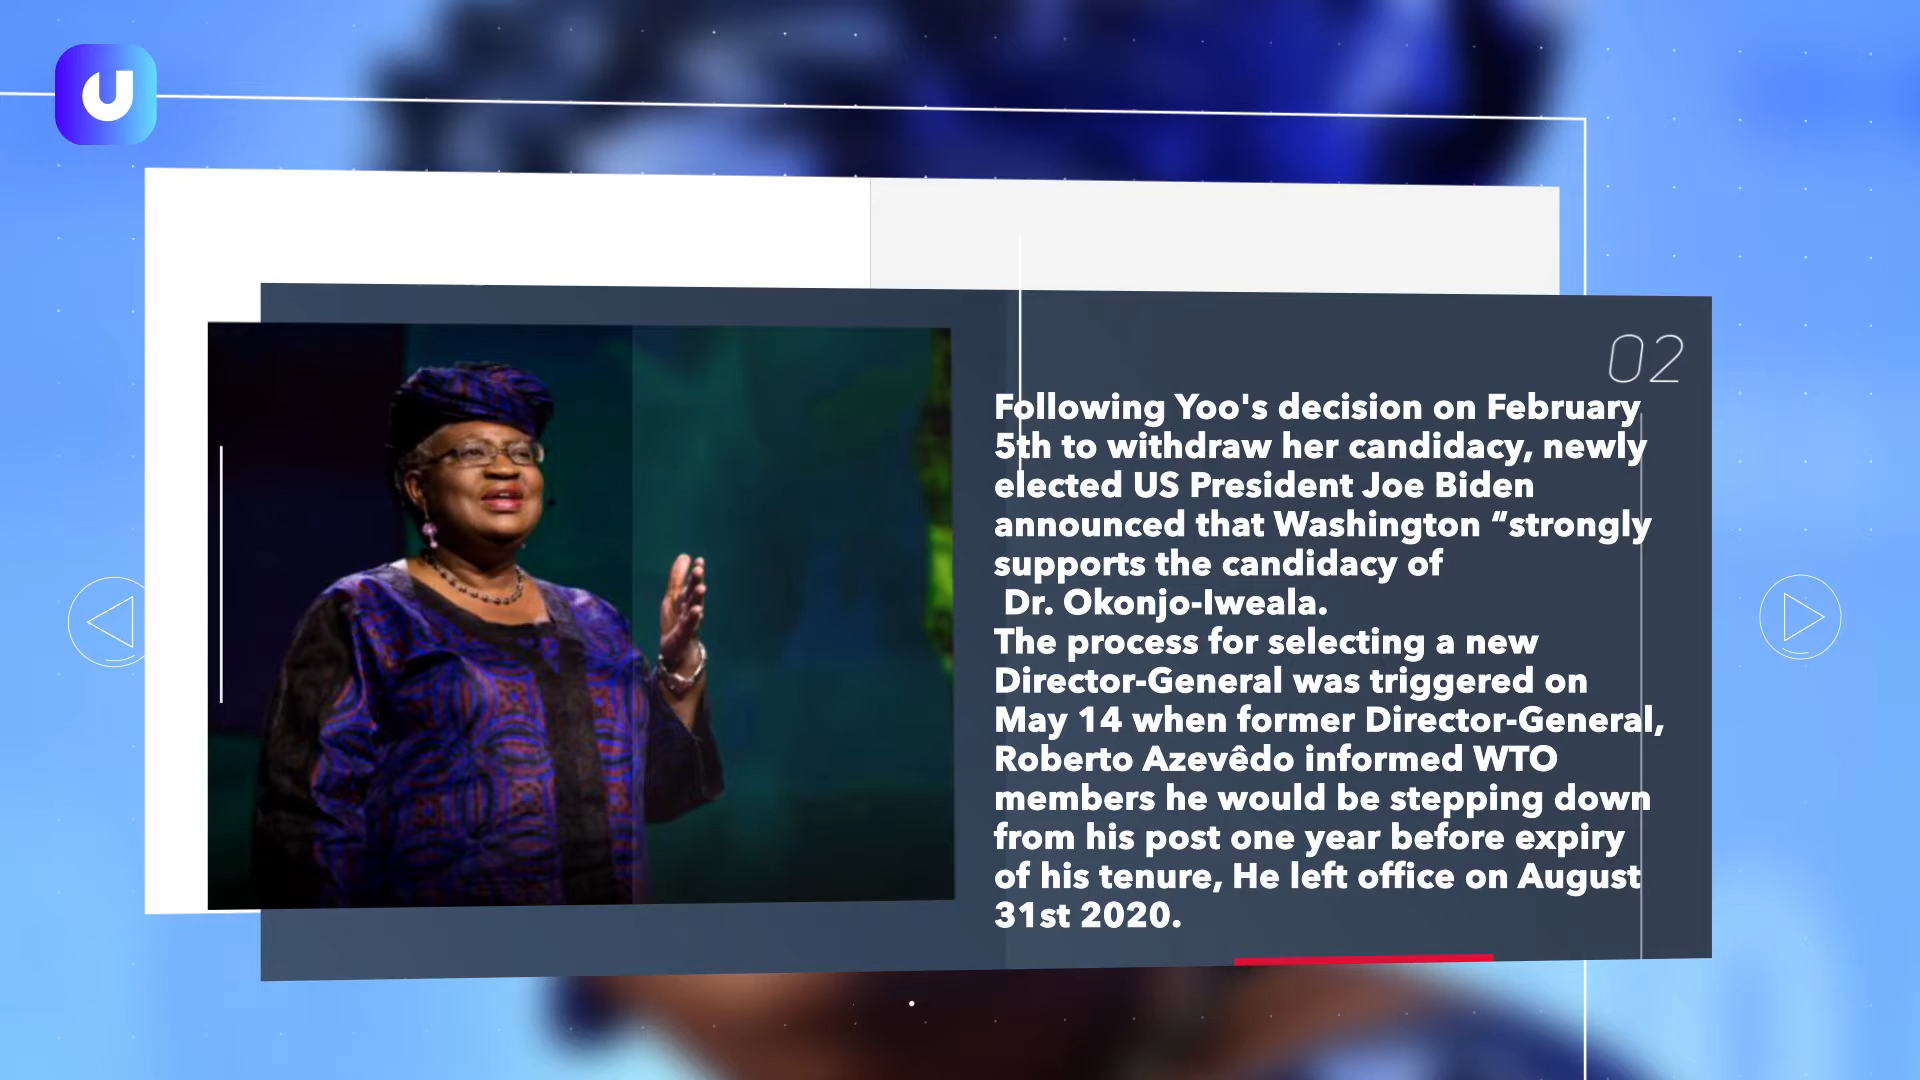 02
Following Yoo's decision on February
5th to withdraw her candidacy, newly
elected US President Joe Biden
announced that Washington “strongly
supports the candidacy of
Dr. Okonjo-Iweala.
The process for selecting a new
Director-General was triggered on
May 14 when former Director-General,
Roberto Azevêdo informed WTO
members he would be stepping down
from his post one year before expiry
of his tenure, He left office on August
31st 2020.